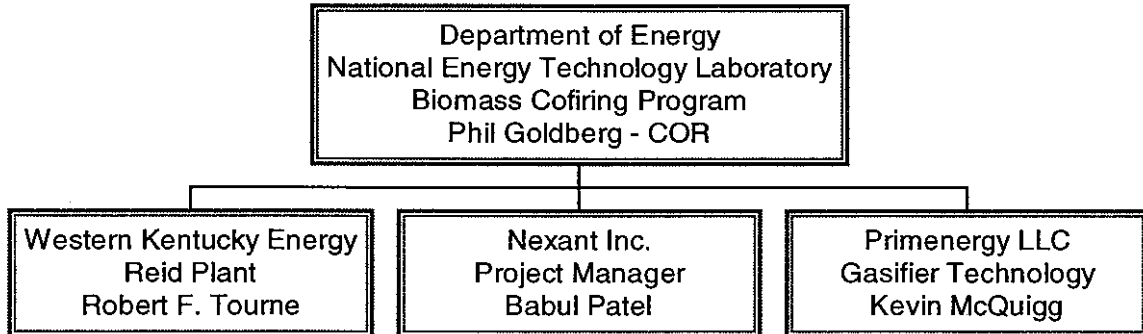 Department of Energy
National Energy Technology Laboratory
Biomass Cofiring Program
Phil Goldberg - COR
Western Kentucky Energy
Reid Plant
Robert F. Tourne
Nexant Inc.
Project Manager
Babul Patel
Primenergy LLC
Gasifier Technology
Kevin McQuigg